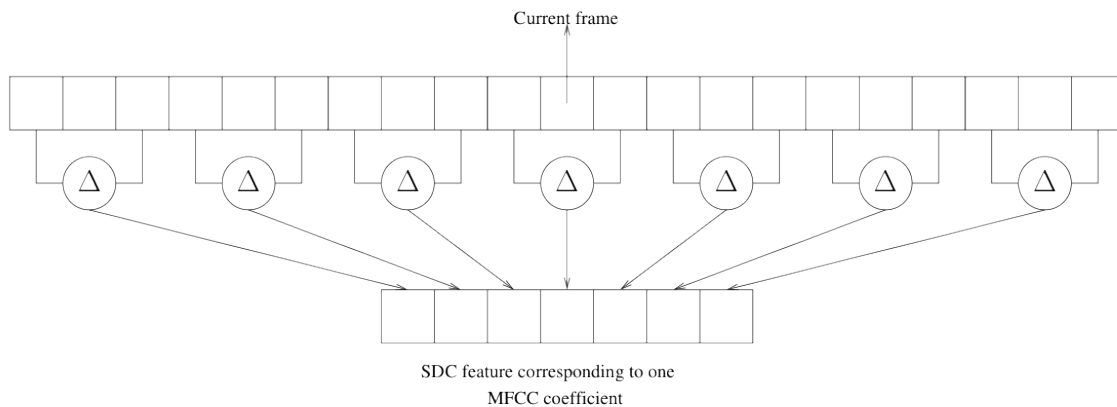 Current frame
Δ Δ Δ Δ Δ Δ Δ
SDC feature corresponding to one
MFCC coefficient